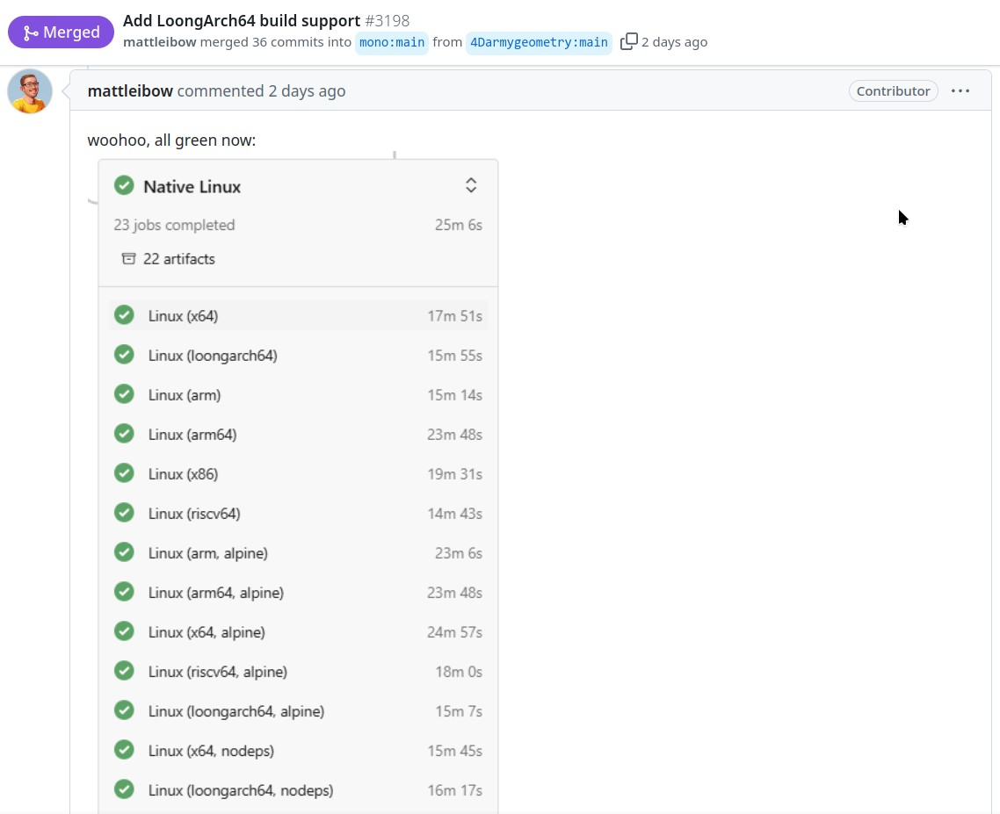 Merged
Add LoongArch64 build support #3198
mattleibow merged 36 commits into mono:main from 4Darmygeometry:main 2 days ago
mattleibow commented 2 days ago
Contributor
woohoo, all green now:
Native Linux
23 jobs completed 25m 6s
22 artifacts
Linux (x64) 17m 51s
Linux (loongarch64) 15m 55s
Linux (arm) 15m 14s
Linux (arm64) 23m 48s
Linux (x86) 19m 31s
Linux (riscv64) 14m 43s
Linux (arm, alpine) 23m 6s
Linux (arm64, alpine) 23m 48s
Linux (x64, alpine) 24m 57s
Linux (riscv64, alpine) 18m 0s
Linux (loongarch64, alpine) 15m 7s
Linux (x64, nodeps) 15m 45s
Linux (loongarch64, nodeps) 16m 17s